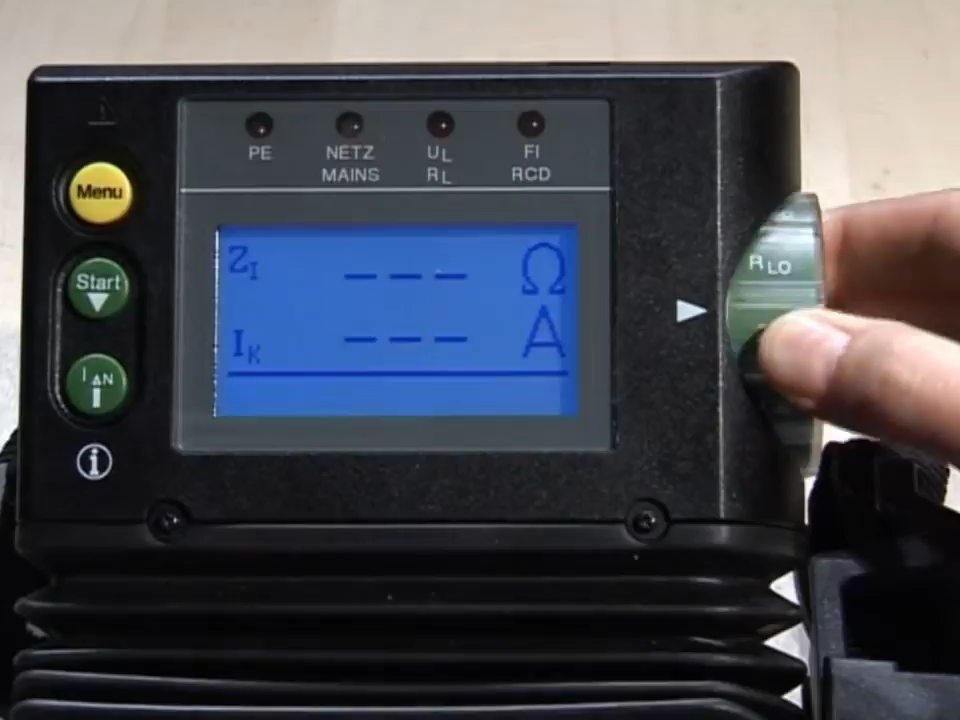 PE
NETZ
MAINS
UL
RL
FI
RCD
Menu
Start
IΔN
i
ZI --- Ω
IK --- A
RLO